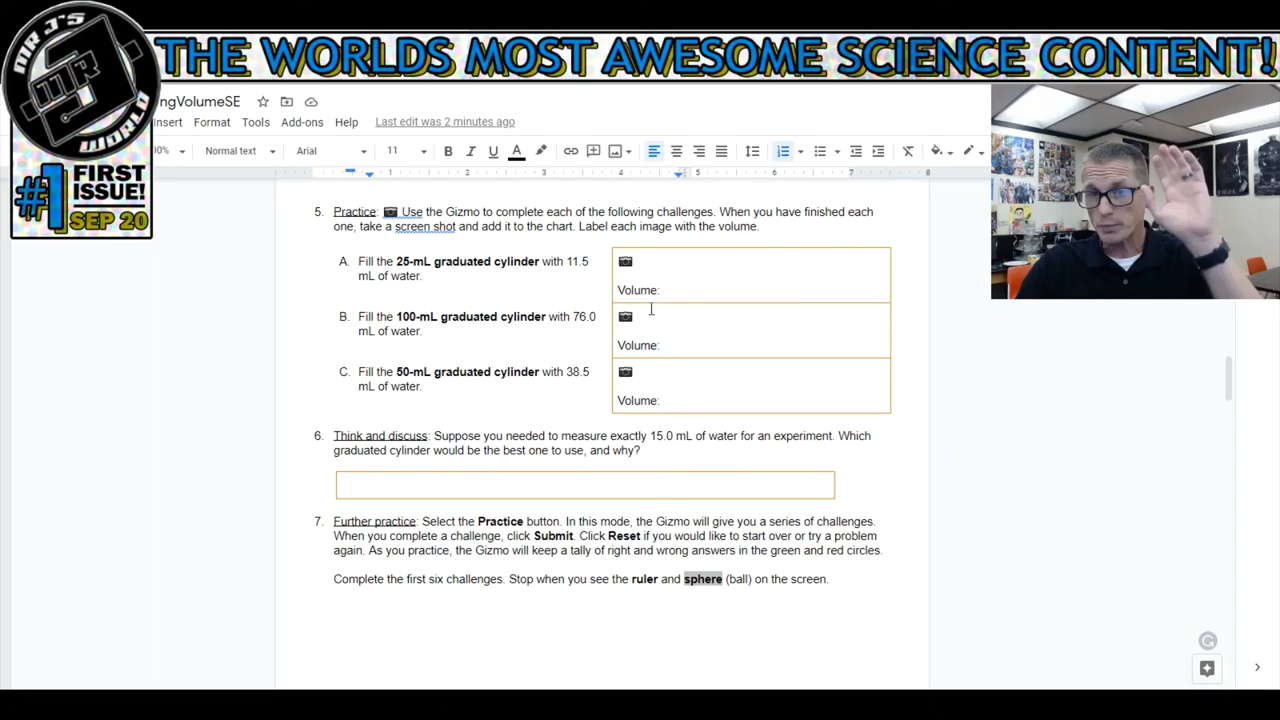 THE WORLDS MOST AWESOME SCIENCE CONTENT!
MR J'S
WORLD
#1 FIRST ISSUE!
SEP 20
ngVolumeSE
Insert Format Tools Add-ons Help Last edit was 2 minutes ago
Normal text Arial 11
1 2 3 4 5 6 7 8
5. Practice: Use the Gizmo to complete each of the following challenges. When you have finished each
one, take a screen shot and add it to the chart. Label each image with the volume.
A. Fill the 25-mL graduated cylinder with 11.5
mL of water.
Volume:
B. Fill the 100-mL graduated cylinder with 76.0
mL of water.
Volume:
C. Fill the 50-mL graduated cylinder with 38.5
mL of water.
Volume:
6. Think and discuss: Suppose you needed to measure exactly 15.0 mL of water for an experiment. Which
graduated cylinder would be the best one to use, and why?
7. Further practice: Select the Practice button. In this mode, the Gizmo will give you a series of challenges.
When you complete a challenge, click Submit. Click Reset if you would like to start over or try a problem
again. As you practice, the Gizmo will keep a tally of right and wrong answers in the green and red circles.
Complete the first six challenges. Stop when you see the ruler and sphere (ball) on the screen.